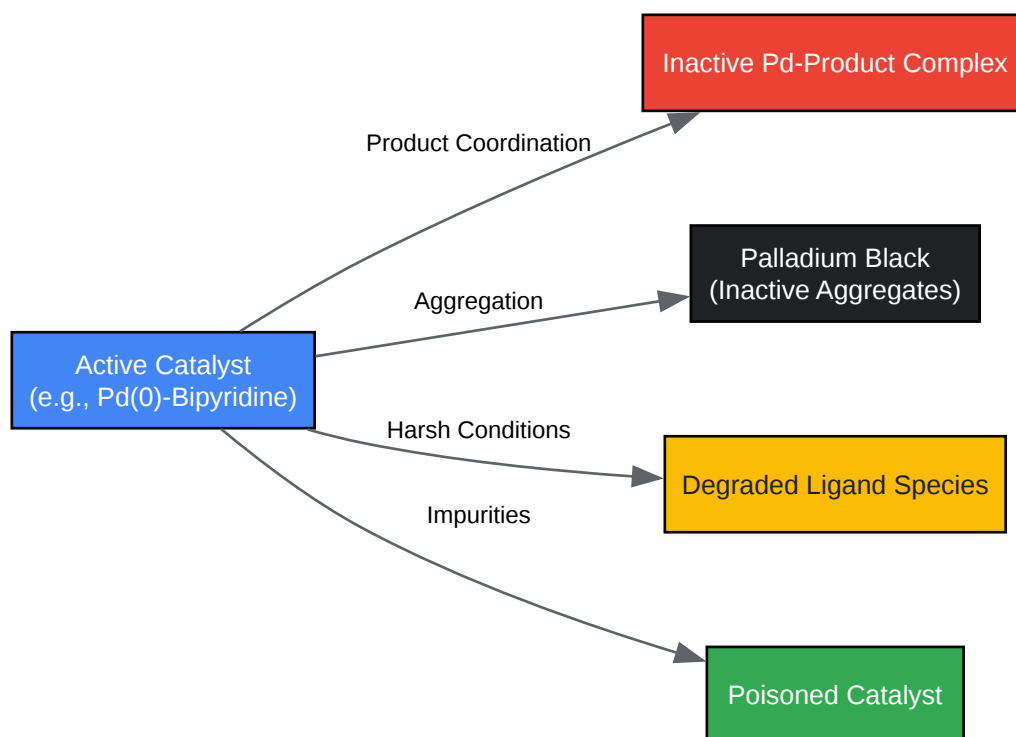 Inactive Pd-Product Complex
Product Coordination
Palladium Black
(Inactive Aggregates)
Aggregation
Active Catalyst
(e.g., Pd(0)-Bipyridine)
Harsh Conditions
Degraded Ligand Species
Impurities
Poisoned Catalyst